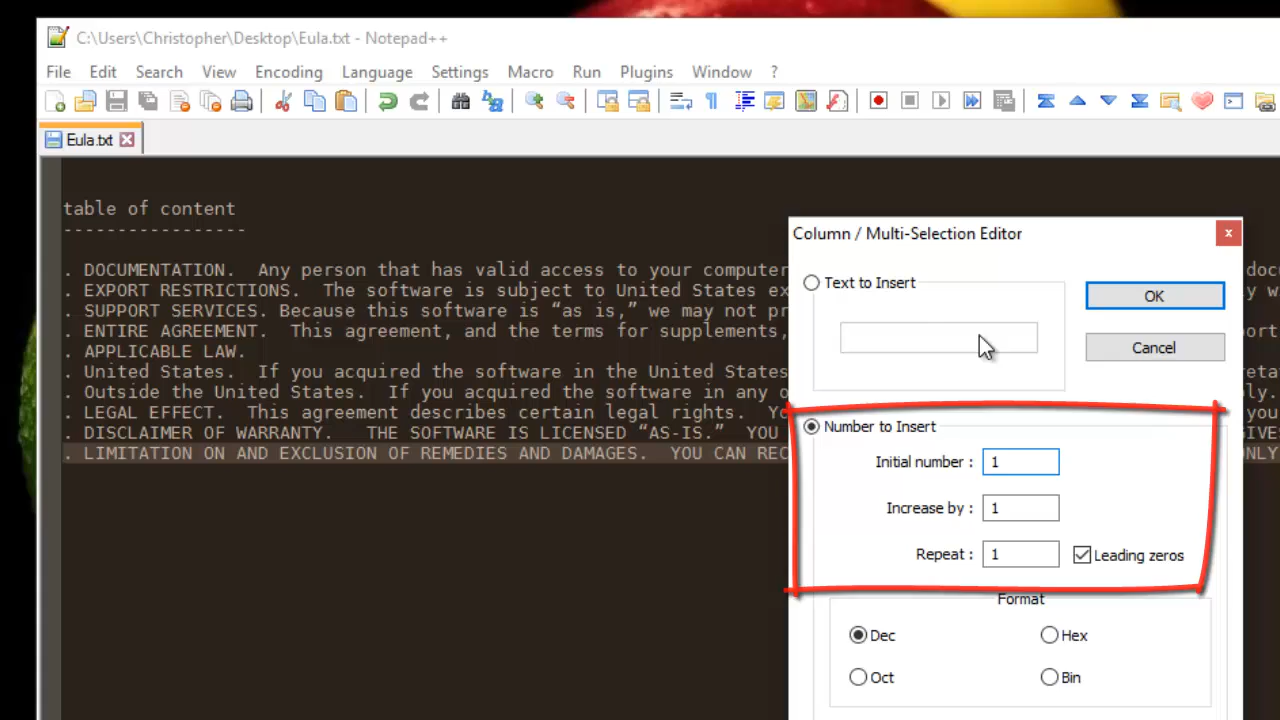 C:\Users\Christopher\Desktop\Eula.txt - Notepad++
File Edit Search View Encoding Language Settings Macro Run Plugins Window ?
Eula.txt
table of content
-----------------
. DOCUMENTATION.  Any person that has valid access to your computer
. EXPORT RESTRICTIONS.  The software is subject to United States
. SUPPORT SERVICES. Because this software is “as is,” we may not
. ENTIRE AGREEMENT.  This agreement, and the terms for supplements,
. APPLICABLE LAW.
. United States.  If you acquired the software in the United States
. Outside the United States.  If you acquired the software in any
. LEGAL EFFECT.  This agreement describes certain legal rights.
. DISCLAIMER OF WARRANTY.   THE SOFTWARE IS LICENSED “AS-IS.”  YOU
. LIMITATION ON AND EXCLUSION OF REMEDIES AND DAMAGES.  YOU CAN
Column / Multi-Selection Editor
Text to Insert
OK
Cancel
Number to Insert
Initial number : 1
Increase by : 1
Repeat : 1 Leading zeros
Format
Dec Hex
Oct Bin